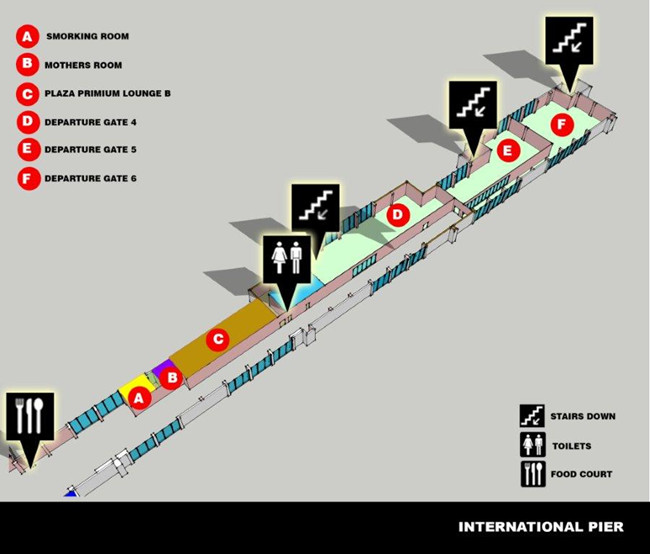 A SMORKING ROOM
B MOTHERS ROOM
C PLAZA PRIMIUM LOUNGE B
D DEPARTURE GATE 4
E DEPARTURE GATE 5
F DEPARTURE GATE 6
F
E
D
C
B
A
STAIRS DOWN
TOILETS
FOOD COURT
INTERNATIONAL PIER